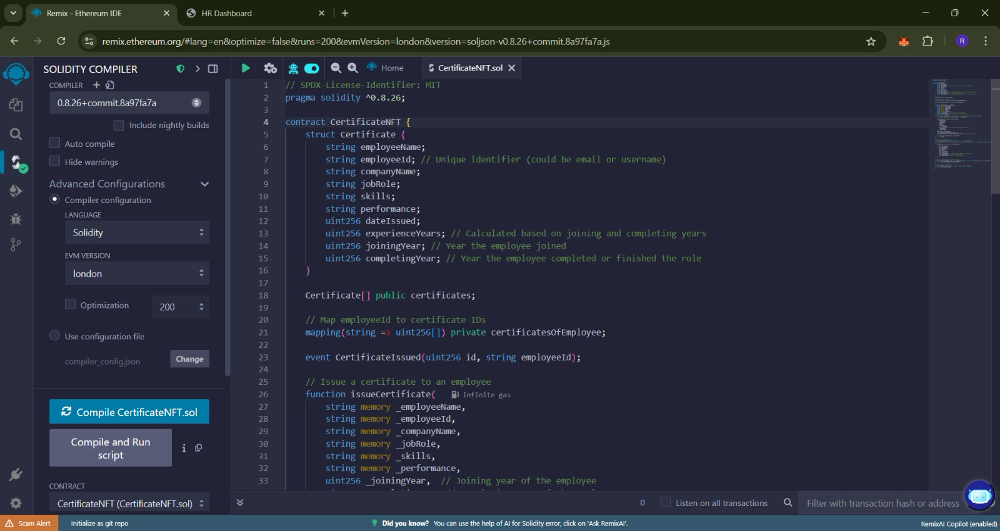 Remix - Ethereum IDE
HR Dashboard
remix.ethereum.org/#lang=en&optimize=false&runs=200&evmVersion=london&version=soljson-v0.8.26+commit.8a97fa7a.js
R
SOLIDITY COMPILER
COMPILER
0.8.26+commit.8a97fa7a
Include nightly builds
Auto compile
Hide warnings
Advanced Configurations
Compiler configuration
LANGUAGE
Solidity
EVM VERSION
london
Optimization
200
Use configuration file
compiler_config.json
Change
Compile CertificateNFT.sol
Compile and Run
script
CONTRACT
CertificateNFT (CertificateNFT.sol)
Home
CertificateNFT.sol
1 // SPDX-License-Identifier: MIT
2 pragma solidity ^0.8.26;
3
4 contract CertificateNFT {
5 struct Certificate {
6 string employeeName;
7 string employeeId; // Unique identifier (could be email or username)
8 string companyName;
9 string jobRole;
10 string skills;
11 string performance;
12 uint256 dateIssued;
13 uint256 experienceYears; // Calculated based on joining and completing years
14 uint256 joiningYear; // Year the employee joined
15 uint256 completingYear; // Year the employee completed or finished the role
16 }
17
18 Certificate[] public certificates;
19
20 // Map employeeId to certificate IDs
21 mapping(string => uint256[]) private certificatesOfEmployee;
22
23 event CertificateIssued(uint256 id, string employeeId);
24
25 // Issue a certificate to an employee
26 function issueCertificate( infinite gas
27 string memory _employeeName,
28 string memory _employeeId,
29 string memory _companyName,
30 string memory _jobRole,
31 string memory _skills,
32 string memory _performance,
33 uint256 _joiningYear, // Joining year of the employee
0
Listen on all transactions
Filter with transaction hash or address
Scam Alert
Initialize as git repo
Did you know? You can use the help of AI for Solidity error, click on 'Ask RemixAI'.
RemixAI Copilot (enabled)